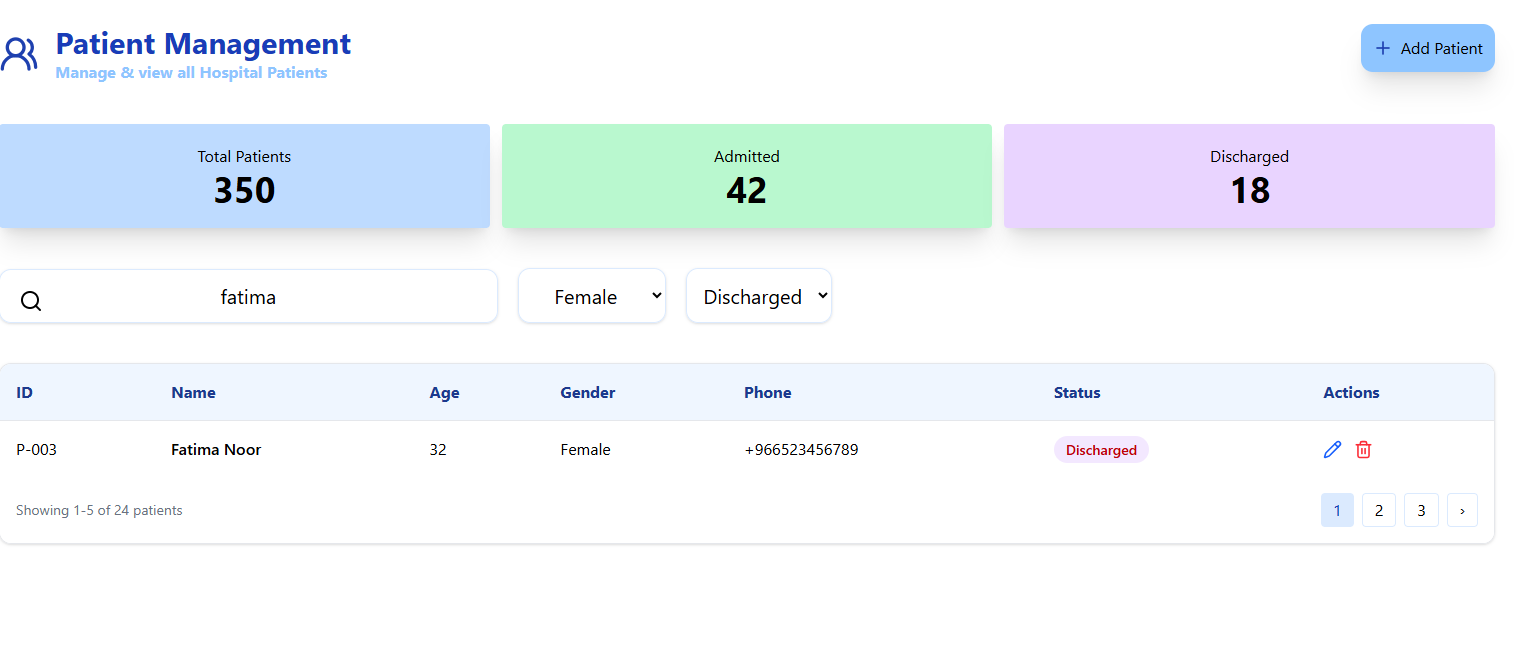 Patient Management
Manage & view all Hospital Patients
+ Add Patient
Total Patients
350
Admitted
42
Discharged
18
fatima
Female
Discharged
ID Name Age Gender Phone Status Actions
P-003 Fatima Noor 32 Female +966523456789 Discharged
Showing 1-5 of 24 patients
1 2 3 ›